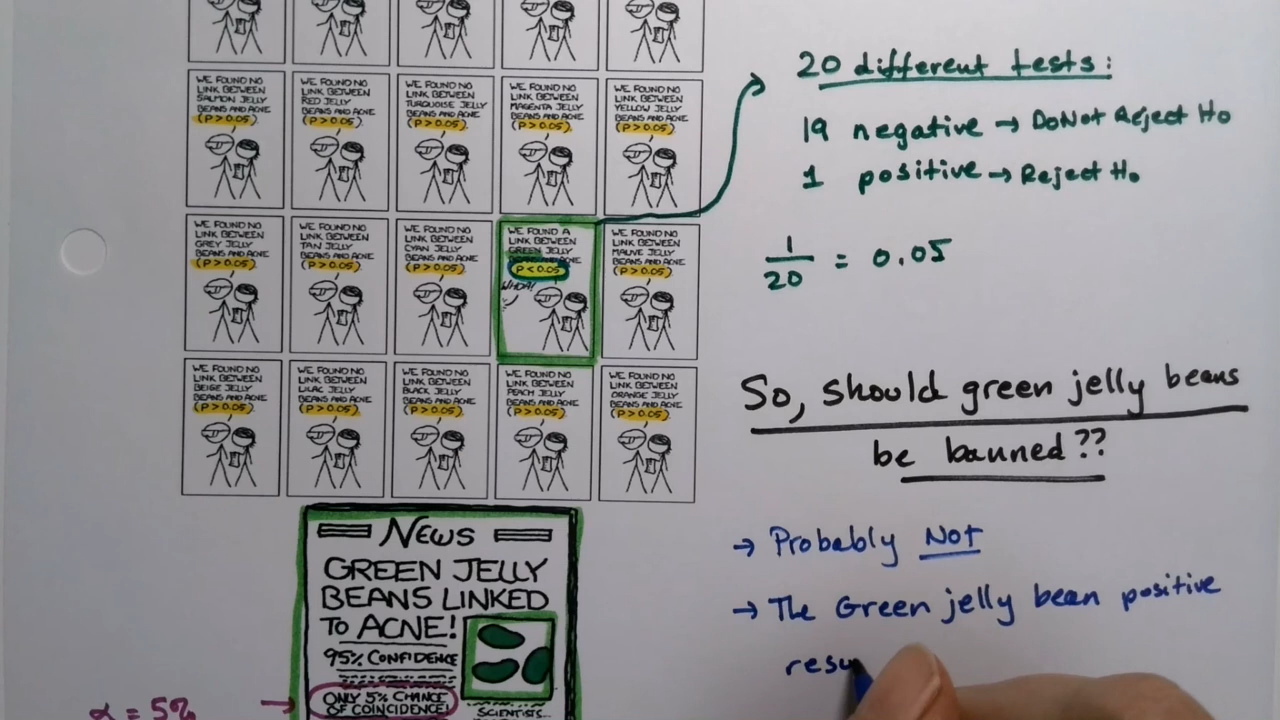 WE FOUND NO
LINK BETWEEN
SALMON JELLY
BEANS AND ACNE
(P > 0.05).
WE FOUND NO
LINK BETWEEN
RED JELLY
BEANS AND ACNE
(P > 0.05).
WE FOUND NO
LINK BETWEEN
TURQUOISE JELLY
BEANS AND ACNE
(P > 0.05).
WE FOUND NO
LINK BETWEEN
MAGENTA JELLY
BEANS AND ACNE
(P > 0.05).
WE FOUND NO
LINK BETWEEN
YELLOW JELLY
BEANS AND ACNE
(P > 0.05).
WE FOUND NO
LINK BETWEEN
GREY JELLY
BEANS AND ACNE
(P > 0.05).
WE FOUND NO
LINK BETWEEN
TAN JELLY
BEANS AND ACNE
(P > 0.05).
WE FOUND NO
LINK BETWEEN
CYAN JELLY
BEANS AND ACNE
(P > 0.05).
WE FOUND A
LINK BETWEEN
GREEN JELLY
BEANS AND ACNE
(P < 0.05).
WHOA!
WE FOUND NO
LINK BETWEEN
MAUVE JELLY
BEANS AND ACNE
(P > 0.05).
WE FOUND NO
LINK BETWEEN
BEIGE JELLY
BEANS AND ACNE
(P > 0.05).
WE FOUND NO
LINK BETWEEN
LILAC JELLY
BEANS AND ACNE
(P > 0.05).
WE FOUND NO
LINK BETWEEN
BLACK JELLY
BEANS AND ACNE
(P > 0.05).
WE FOUND NO
LINK BETWEEN
PEACH JELLY
BEANS AND ACNE
(P > 0.05).
WE FOUND NO
LINK BETWEEN
ORANGE JELLY
BEANS AND ACNE
(P > 0.05).
NEWS
GREEN JELLY
BEANS LINKED
TO ACNE!
95% CONFIDENCE
ONLY 5% CHANCE
OF COINCIDENCE!
SCIENTISTS...
α = 5% →
20 different tests:
19 negative → Do Not Reject Ho
1 positive → Reject Ho
1/20 = 0.05
So, should green jelly beans
be banned??
→ Probably Not
→ The Green jelly bean positive
resu